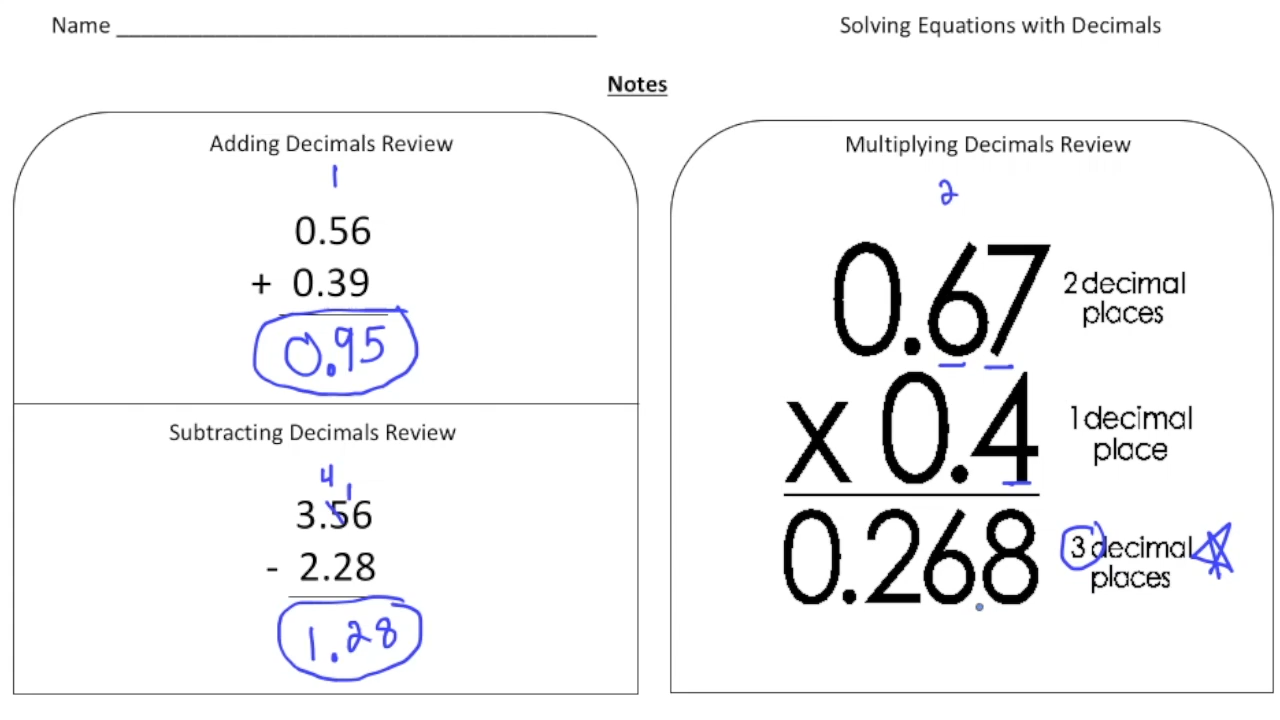 Name ________________________________________
Solving Equations with Decimals
Notes
Adding Decimals Review
1
0.56
+ 0.39
0.95
Subtracting Decimals Review
4 1
3.56
- 2.28
1.28
Multiplying Decimals Review
2
0.67 2 decimal
places
x 0.4 1 decimal
place
0.268 3 decimal
places